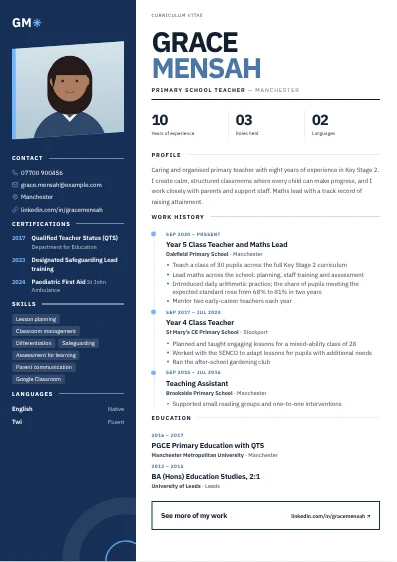 GM✳
CONTACT
07700 900456
grace.mensah@example.com
Manchester
linkedin.com/in/gracemensah
CERTIFICATIONS
2017 Qualified Teacher Status (QTS)
Department for Education
2023 Designated Safeguarding Lead
training
2024 Paediatric First Aid St John
Ambulance
SKILLS
Lesson planning
Classroom management
Differentiation Safeguarding
Assessment for learning
Parent communication
Google Classroom
LANGUAGES
English Native
Twi Fluent
CURRICULUM VITAE
GRACE
MENSAH
PRIMARY SCHOOL TEACHER — MANCHESTER
10 03 02
Years of experience Roles held Languages
PROFILE
Caring and organised primary teacher with eight years of experience in Key Stage 2.
I create calm, structured classrooms where every child can make progress, and I
work closely with parents and support staff. Maths lead with a track record of
raising attainment.
WORK HISTORY
SEP 2020 – PRESENT
Year 5 Class Teacher and Maths Lead
Oakfield Primary School · Manchester
• Teach a class of 30 pupils across the full Key Stage 2 curriculum
• Lead maths across the school: planning, staff training and assessment
• Introduced daily arithmetic practice; the share of pupils meeting the
expected standard rose from 68% to 81% in two years
• Mentor two early-career teachers each year
SEP 2017 – JUL 2020
Year 4 Class Teacher
St Mary's CE Primary School · Stockport
• Planned and taught engaging lessons for a mixed-ability class of 28
• Worked with the SENCO to adapt lessons for pupils with additional needs
• Ran the after-school gardening club
SEP 2015 – JUL 2016
Teaching Assistant
Brookside Primary School · Manchester
• Supported small reading groups and one-to-one interventions
EDUCATION
2016 – 2017
PGCE Primary Education with QTS
Manchester Metropolitan University · Manchester
2012 – 2015
BA (Hons) Education Studies, 2:1
University of Leeds · Leeds
See more of my work linkedin.com/in/gracemensah ↗